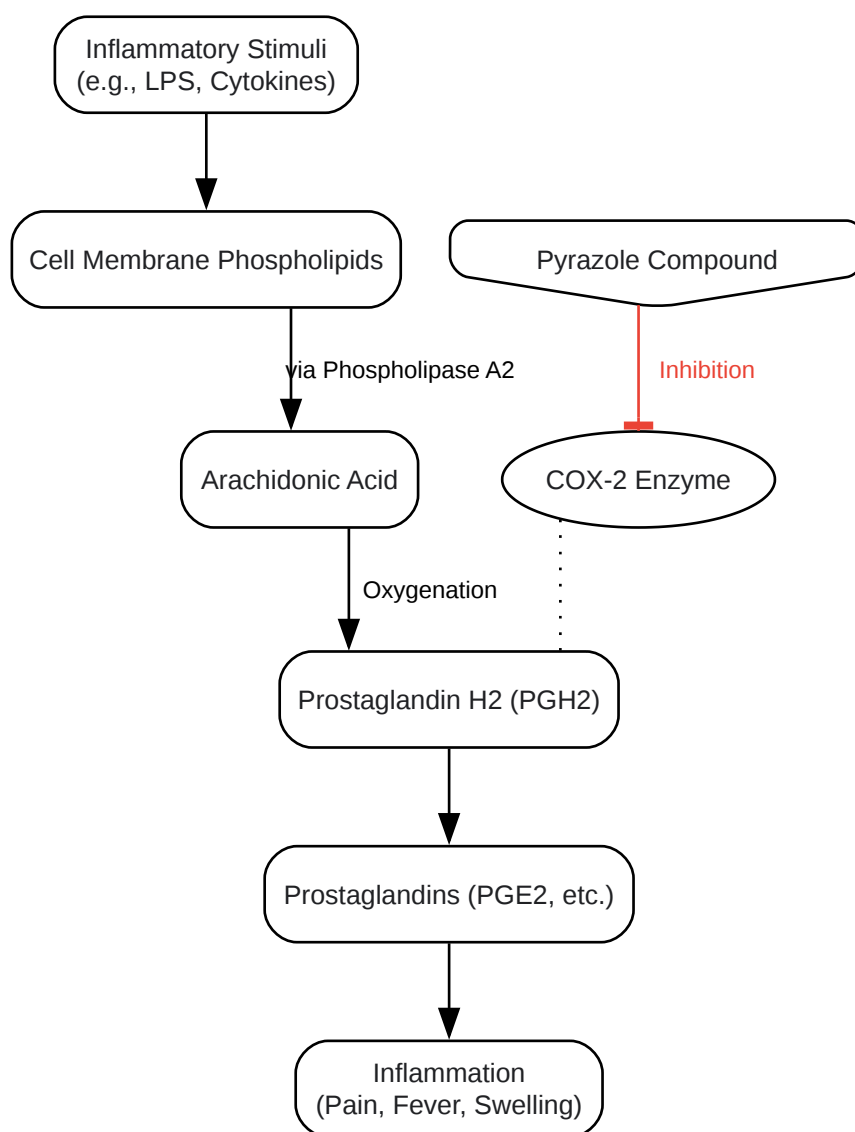 Inflammatory Stimuli
(e.g., LPS, Cytokines)
Cell Membrane Phospholipids
Pyrazole Compound
via Phospholipase A2
Inhibition
Arachidonic Acid
COX-2 Enzyme
Oxygenation
Prostaglandin H2 (PGH2)
Prostaglandins (PGE2, etc.)
Inflammation
(Pain, Fever, Swelling)